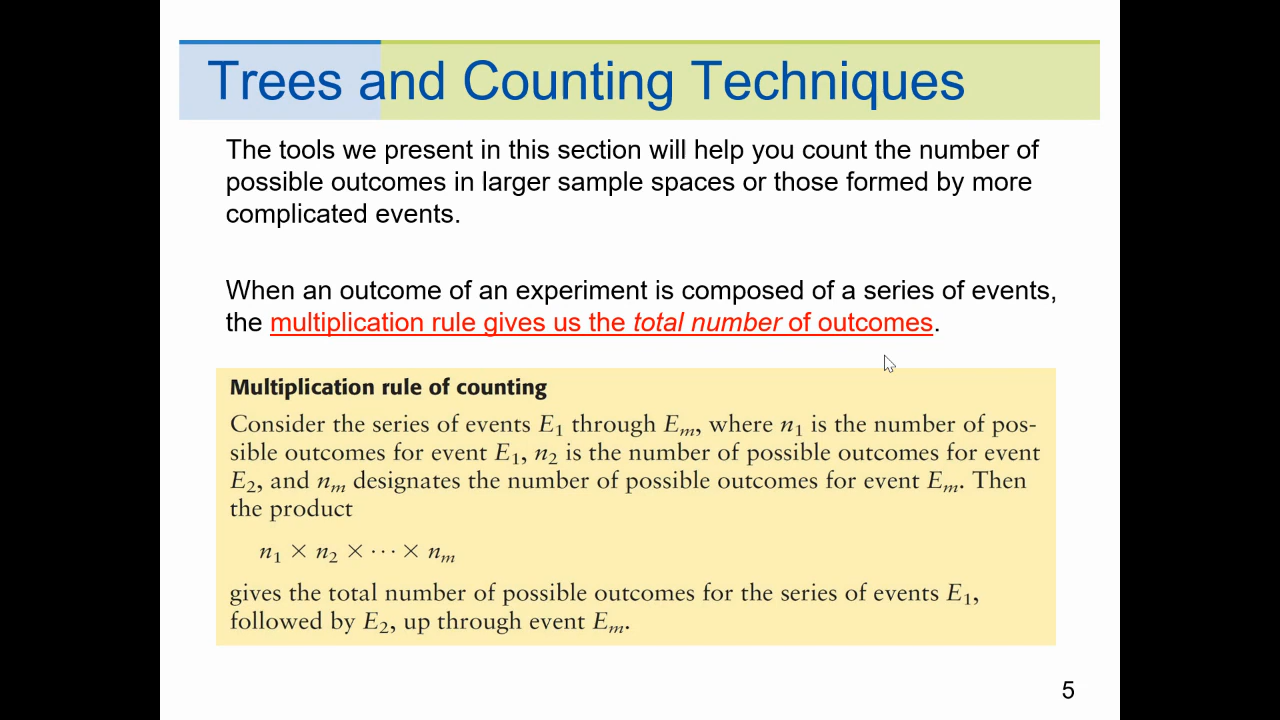 Trees and Counting Techniques
The tools we present in this section will help you count the number of
possible outcomes in larger sample spaces or those formed by more
complicated events.
When an outcome of an experiment is composed of a series of events,
the multiplication rule gives us the total number of outcomes.
Multiplication rule of counting
Consider the series of events E₁ through Eₘ, where n₁ is the number of pos-
sible outcomes for event E₁, n₂ is the number of possible outcomes for event
E₂, and nₘ designates the number of possible outcomes for event Eₘ. Then
the product
n₁ × n₂ × ··· × nₘ
gives the total number of possible outcomes for the series of events E₁,
followed by E₂, up through event Eₘ.
5